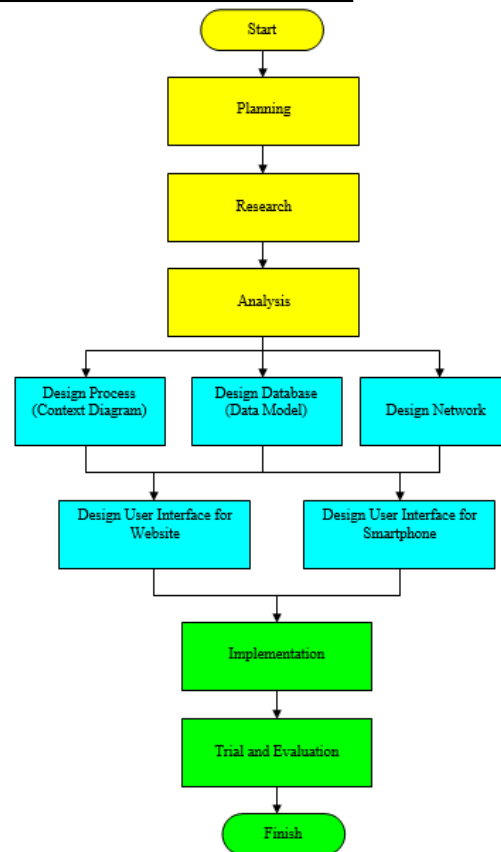 Start
Planning
Research
Analysis
Design Process
(Context Diagram)
Design Database
(Data Model)
Design Network
Design User Interface for
Website
Design User Interface for
Smartphone
Implementation
Trial and Evaluation
Finish